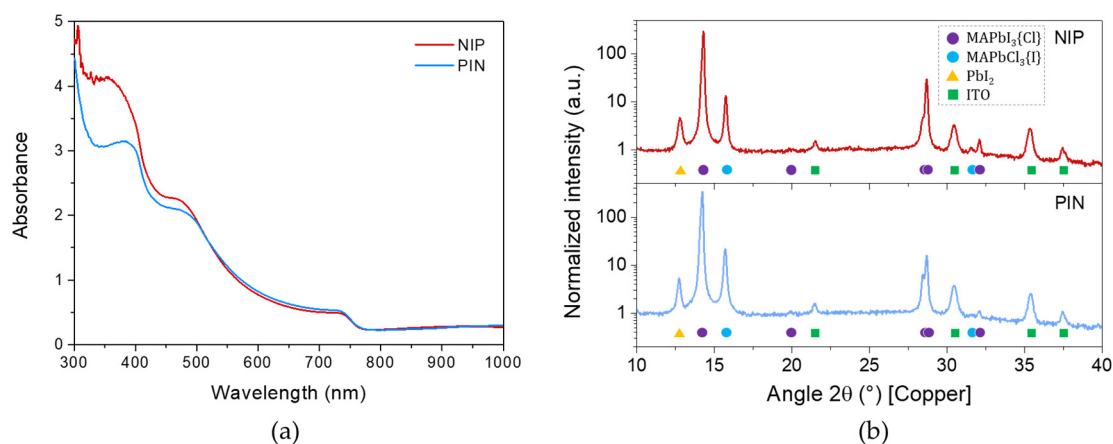 5
4
3
2
1
0
Absorbance
NIP
PIN
300 400 500 600 700 800 900 1000
Wavelength (nm)
(a)
Normalized intensity (a.u.)
100
10
1
NIP
MAPbI₃{Cl}
MAPbCl₃{I}
PbI₂
ITO
100
10
1
PIN
10 15 20 25 30 35 40
Angle 2θ (°) [Copper]
(b)